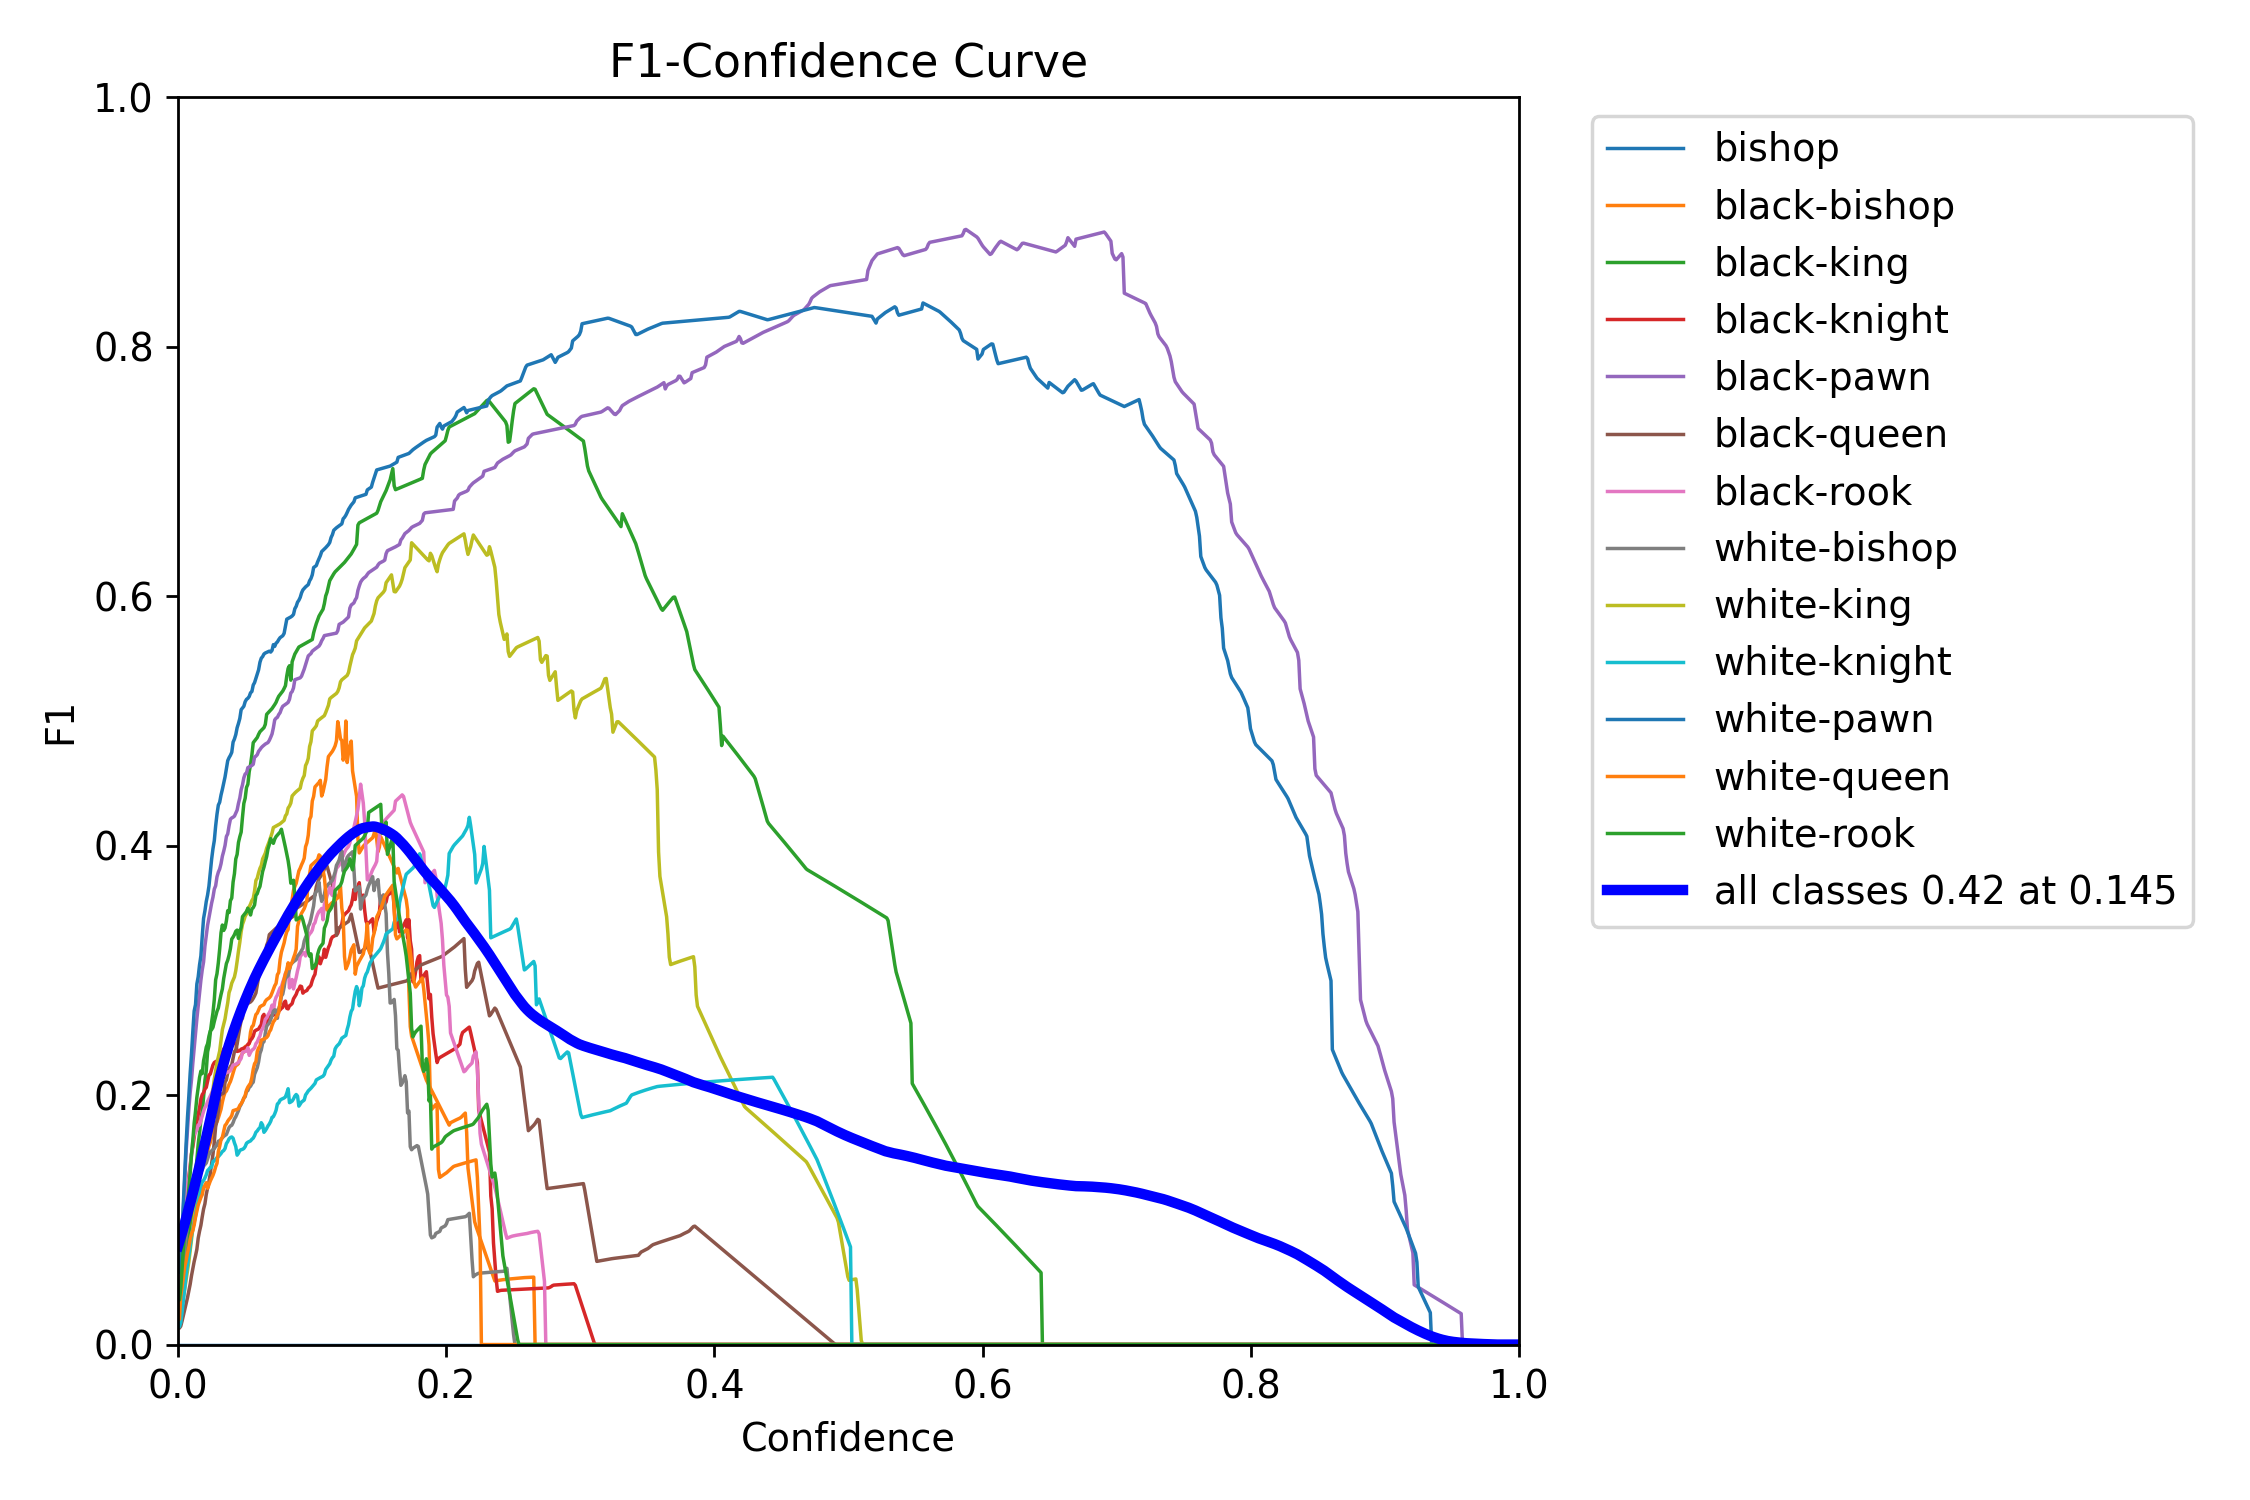 F1-Confidence Curve
1.0
0.8
0.6
0.4
0.2
0.0
F1
0.0 0.2 0.4 0.6 0.8 1.0
Confidence
bishop
black-bishop
black-king
black-knight
black-pawn
black-queen
black-rook
white-bishop
white-king
white-knight
white-pawn
white-queen
white-rook
all classes 0.42 at 0.145